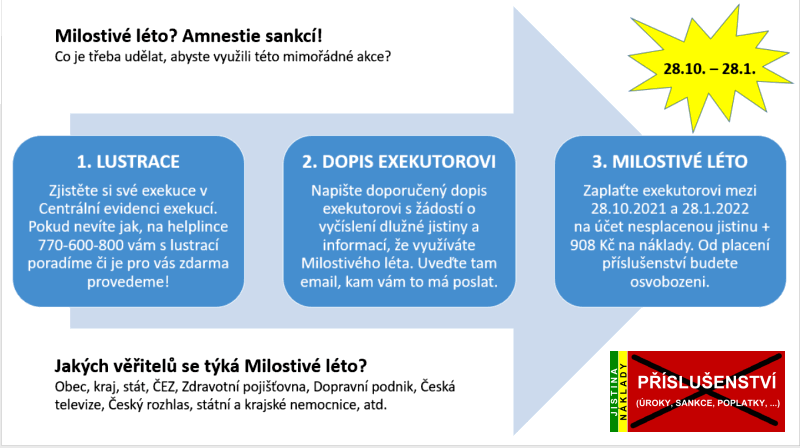 Milostivé léto? Amnestie sankcí!
Co je třeba udělat, abyste využili této mimořádné akce?
28.10. – 28.1.
1. LUSTRACE
Zjistěte si své exekuce v
Centrální evidenci exekucí.
Pokud nevíte jak, na helplince
770-600-800 vám s lustrací
poradíme či je pro vás zdarma
provedeme!
2. DOPIS EXEKUTOROVI
Napište doporučený dopis
exekutorovi s žádostí o
vyčíslení dlužné jistiny a
informací, že využíváte
Milostivého léta. Uveďte tam
email, kam vám to má poslat.
3. MILOSTIVÉ LÉTO
Zaplaťte exekutorovi mezi
28.10.2021 a 28.1.2022
na účet nesplacenou jistinu +
908 Kč na náklady. Od placení
příslušenství budete
osvobozeni.
Jakých věřitelů se týká Milostivé léto?
Obec, kraj, stát, ČEZ, Zdravotní pojišťovna, Dopravní podnik, Česká
televize, Český rozhlas, státní a krajské nemocnice, atd.
JISTINA
NÁKLADY
PŘÍSLUŠENSTVÍ
(ÚROKY, SANKCE, POPLATKY, ...)